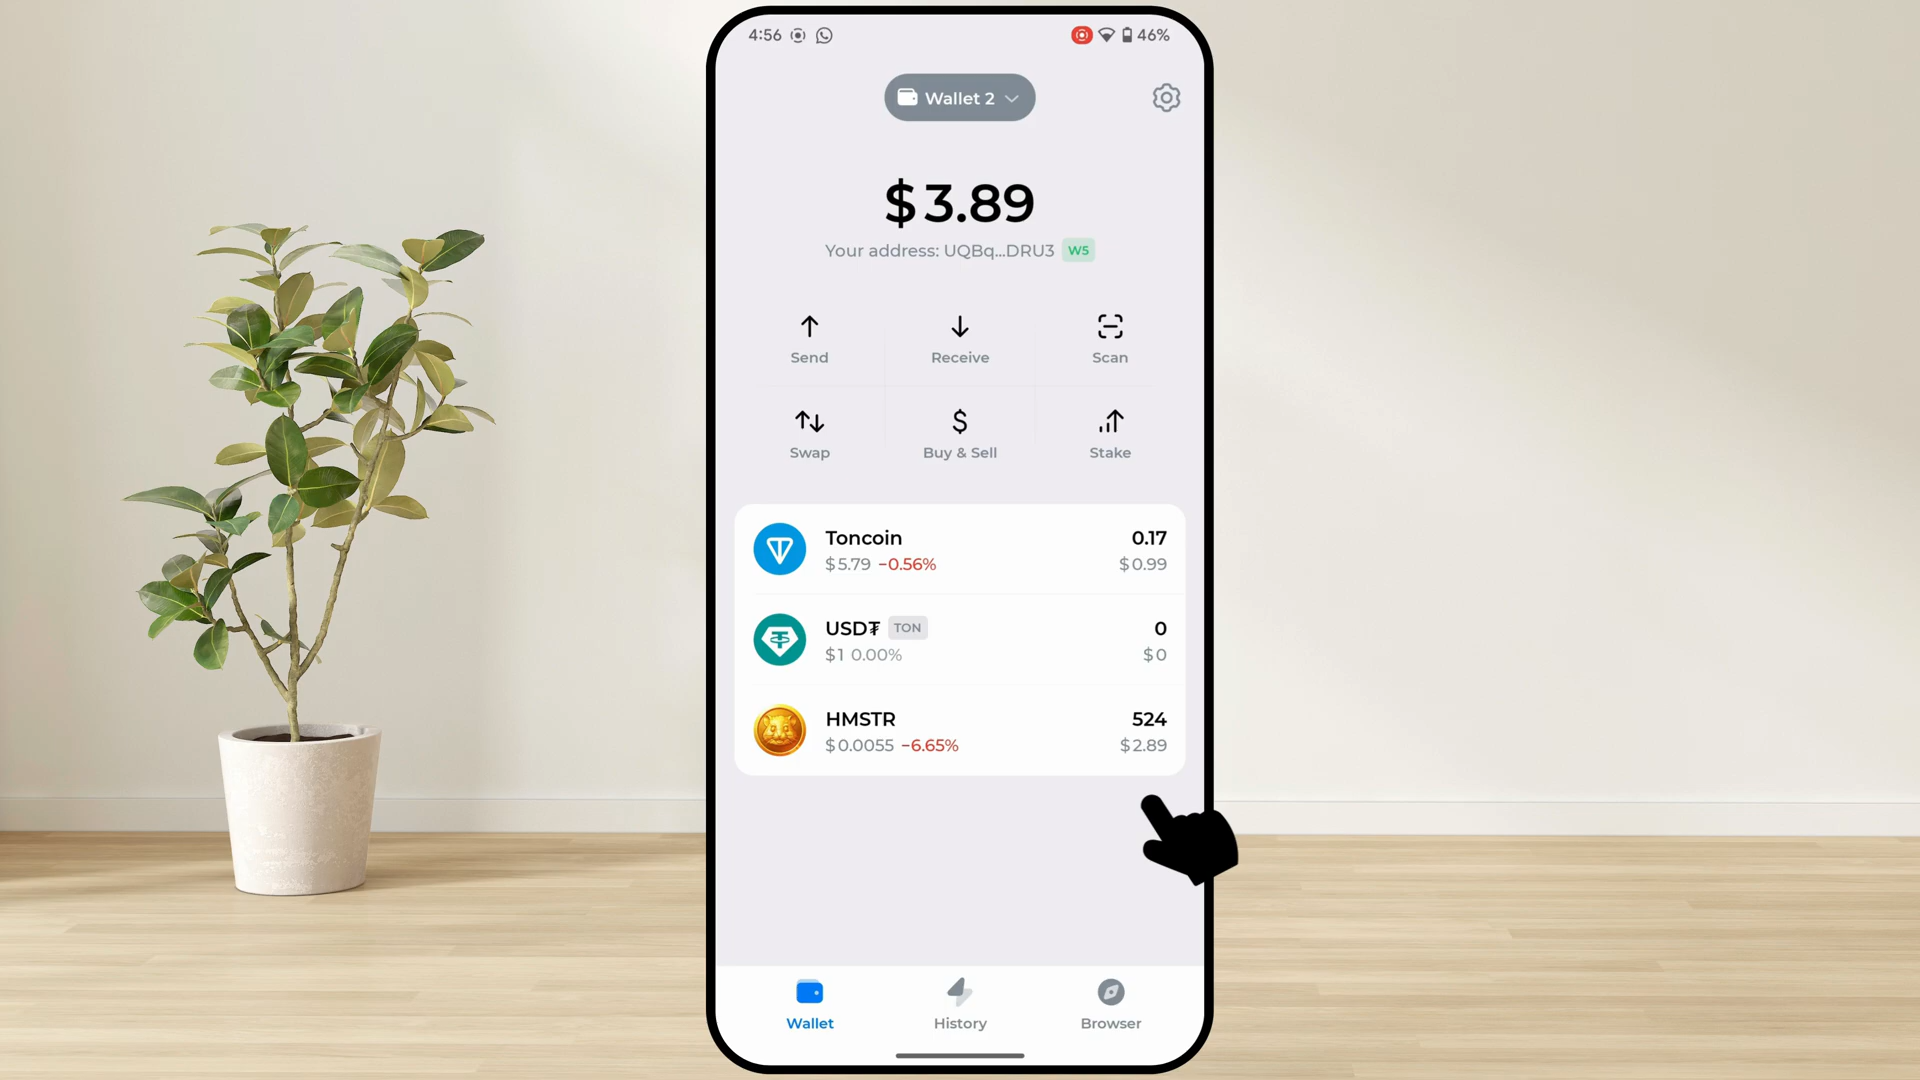 4:56
46%
Wallet 2
$3.89
Your address: UQBq...DRU3 W5
Send Receive Scan
Swap Buy & Sell Stake
Toncoin 0.17
$5.79 −0.56% $0.99
USD₮ TON 0
$1 0.00% $0
HMSTR 524
$0.0055 −6.65% $2.89
Wallet History Browser